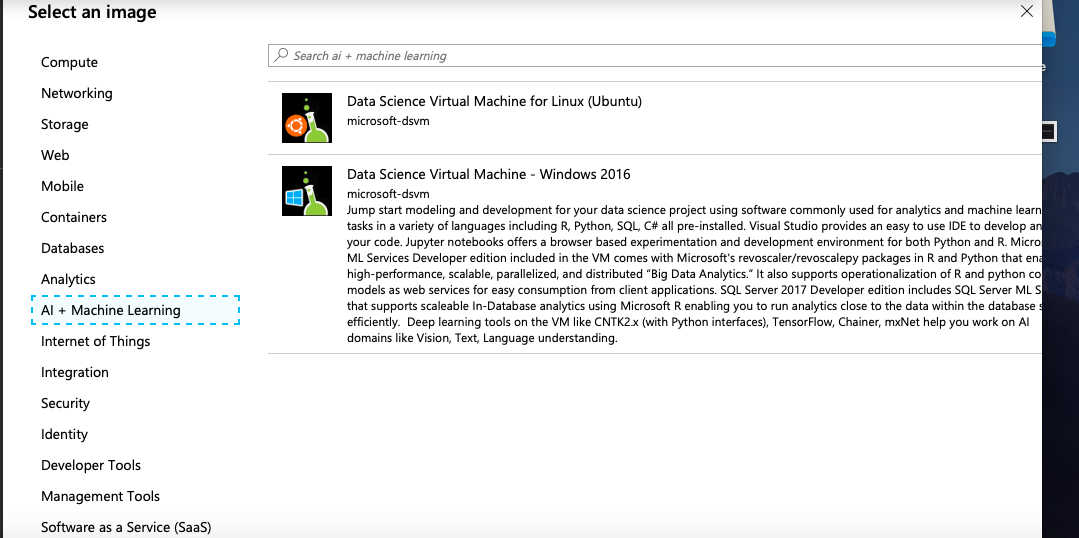 Select an image
Compute
Networking
Storage
Web
Mobile
Containers
Databases
Analytics
AI + Machine Learning
Internet of Things
Integration
Security
Identity
Developer Tools
Management Tools
Software as a Service (SaaS)
Search ai + machine learning
Data Science Virtual Machine for Linux (Ubuntu)
microsoft-dsvm
Data Science Virtual Machine - Windows 2016
microsoft-dsvm
Jump start modeling and development for your data science project using software commonly used for analytics and machine learn
tasks in a variety of languages including R, Python, SQL, C# all pre-installed. Visual Studio provides an easy to use IDE to develop an
your code. Jupyter notebooks offers a browser based experimentation and development environment for both Python and R. Micros
ML Services Developer edition included in the VM comes with Microsoft's revoscaler/revoscalepy packages in R and Python that ena
high-performance, scalable, parallelized, and distributed “Big Data Analytics.” It also supports operationalization of R and python co
models as web services for easy consumption from client applications. SQL Server 2017 Developer edition includes SQL Server ML S
that supports scaleable In-Database analytics using Microsoft R enabling you to run analytics close to the data within the database s
efficiently. Deep learning tools on the VM like CNTK2.x (with Python interfaces), TensorFlow, Chainer, mxNet help you work on AI
domains like Vision, Text, Language understanding.